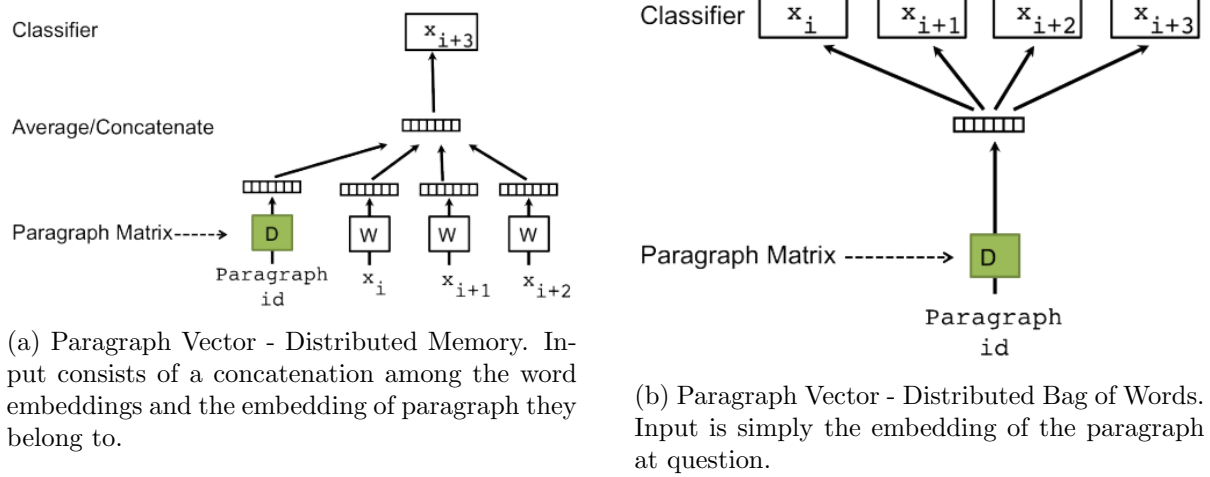 Classifier
x_{i+3}
Average/Concatenate
Paragraph Matrix
D
W
W
W
Paragraph
id
x_i
x_{i+1}
x_{i+2}
(a) Paragraph Vector - Distributed Memory. In-
put consists of a concatenation among the word
embeddings and the embedding of paragraph they
belong to.
Classifier
x_i
x_{i+1}
x_{i+2}
x_{i+3}
Paragraph Matrix
D
Paragraph
id
(b) Paragraph Vector - Distributed Bag of Words.
Input is simply the embedding of the paragraph
at question.